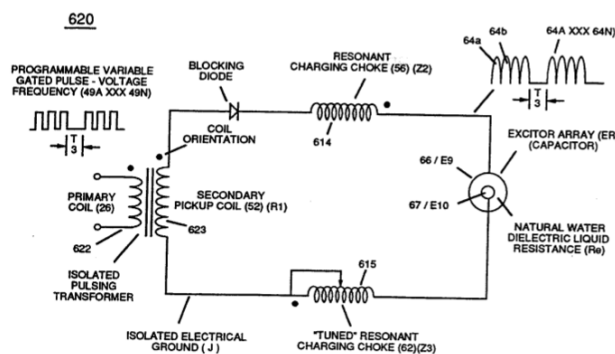 620
64b
64a
64A XXX 64N
PROGRAMMABLE VARIABLE
GATED PULSE - VOLTAGE
FREQUENCY (49A XXX 49N)
BLOCKING
DIODE
RESONANT
CHARGING CHOKE (56) (Z2)
T
3
T
3
614
COIL
ORIENTATION
EXCITOR ARRAY (ER)
(CAPACITOR)
66 / E9
67 / E10
PRIMARY
COIL (26)
SECONDARY
PICKUP COIL (52) (R1)
622
623
NATURAL WATER
DIELECTRIC LIQUID
RESISTANCE (Re)
615
ISOLATED
PULSING
TRANSFORMER
ISOLATED ELECTRICAL
GROUND ( J )
"TUNED" RESONANT
CHARGING CHOKE (62)(Z3)